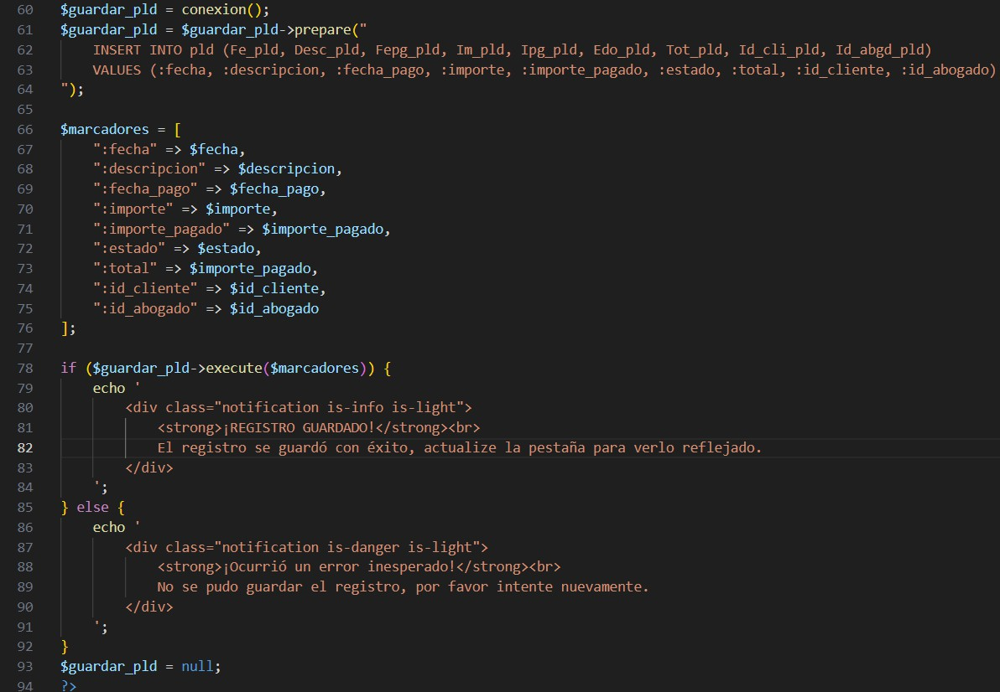 60 $guardar_pld = conexion();
61 $guardar_pld = $guardar_pld->prepare("
62     INSERT INTO pld (Fe_pld, Desc_pld, Fepg_pld, Im_pld, Ipg_pld, Edo_pld, Tot_pld, Id_cli_pld, Id_abgd_pld)
63     VALUES (:fecha, :descripcion, :fecha_pago, :importe, :importe_pagado, :estado, :total, :id_cliente, :id_abogado)
64 ");
65
66 $marcadores = [
67     ":fecha" => $fecha,
68     ":descripcion" => $descripcion,
69     ":fecha_pago" => $fecha_pago,
70     ":importe" => $importe,
71     ":importe_pagado" => $importe_pagado,
72     ":estado" => $estado,
73     ":total" => $importe_pagado,
74     ":id_cliente" => $id_cliente,
75     ":id_abogado" => $id_abogado
76 ];
77
78 if ($guardar_pld->execute($marcadores)) {
79     echo '
80         <div class="notification is-info is-light">
81             <strong>¡REGISTRO GUARDADO!</strong><br>
82             El registro se guardó con éxito, actualize la pestaña para verlo reflejado.
83         </div>
84     ';
85 } else {
86     echo '
87         <div class="notification is-danger is-light">
88             <strong>¡Ocurrió un error inesperado!</strong><br>
89             No se pudo guardar el registro, por favor intente nuevamente.
90         </div>
91     ';
92 }
93 $guardar_pld = null;
94 ?>